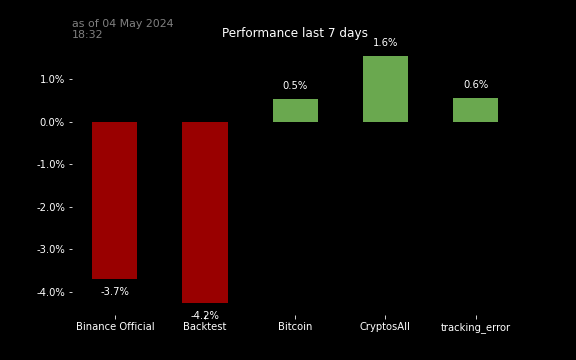 as of 04 May 2024
18:32
Performance last 7 days
1.6%
1.0%
0.5%
0.6%
0.0%
-1.0%
-2.0%
-3.0%
-4.0%
-3.7%
-4.2%
Binance Official
Backtest
Bitcoin
CryptosAll
tracking_error